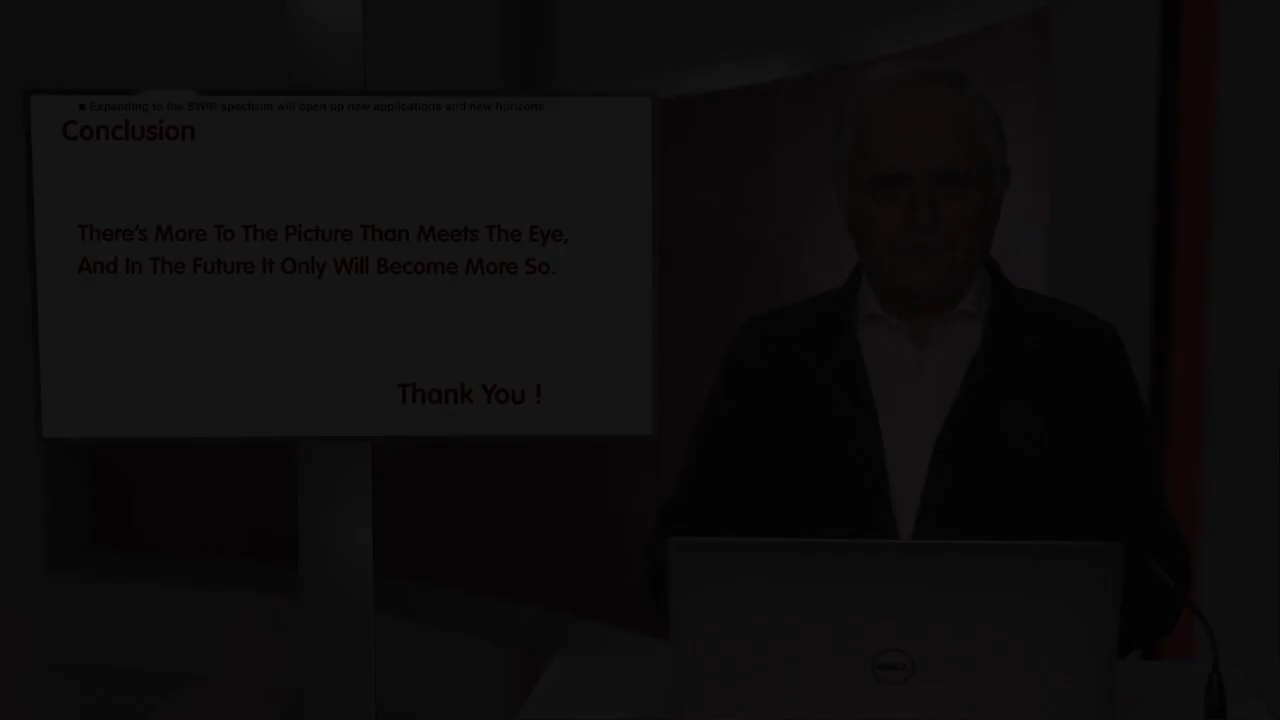 ■ Expanding to the SWIR spectrum will open up new applications and new horizons
Conclusion
There's More To The Picture Than Meets The Eye,
And In The Future It Only Will Become More So.
Thank You !
DELL